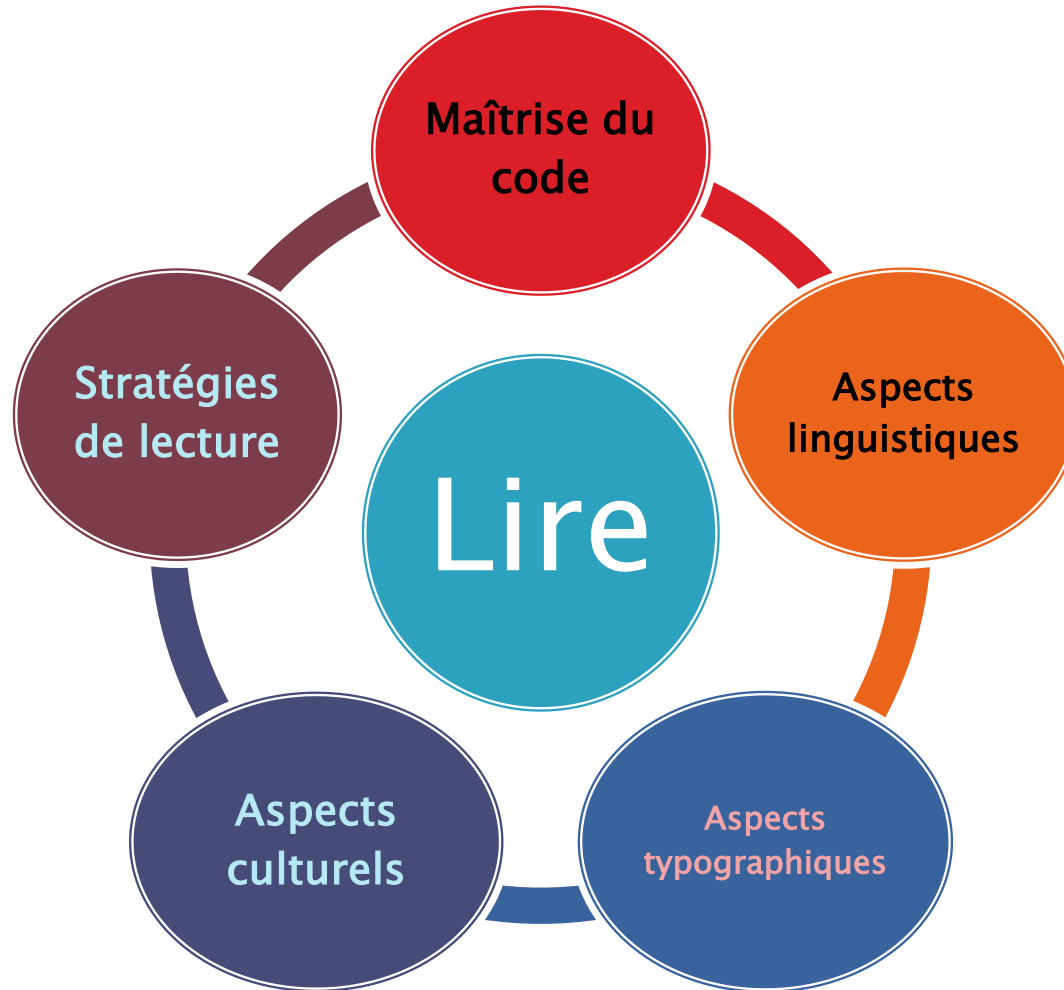 Maîtrise du
code
Aspects
linguistiques
Aspects
typographiques
Aspects
culturels
Stratégies
de lecture
Lire